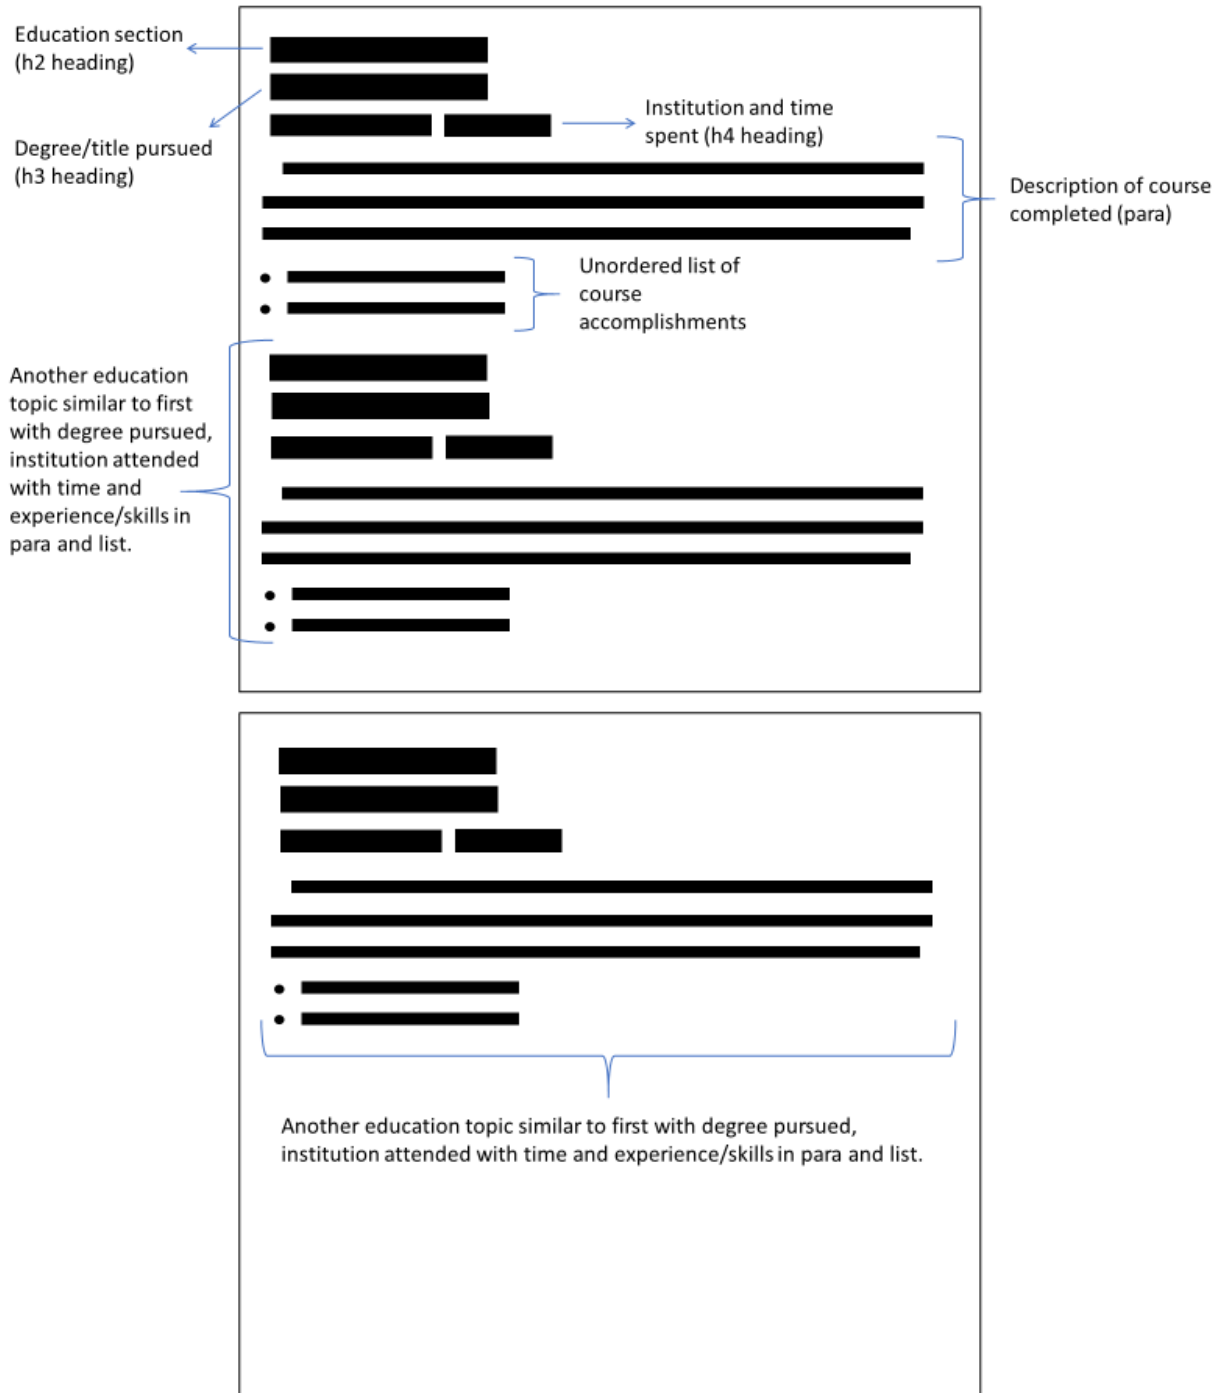 Education section
(h2 heading)
Degree/title pursued
(h3 heading)
Institution and time
spent (h4 heading)
Description of course
completed (para)
Unordered list of
course
accomplishments
Another education
topic similar to first
with degree pursued,
institution attended
with time and
experience/skills in
para and list.
Another education topic similar to first with degree pursued,
institution attended with time and experience/skills in para and list.